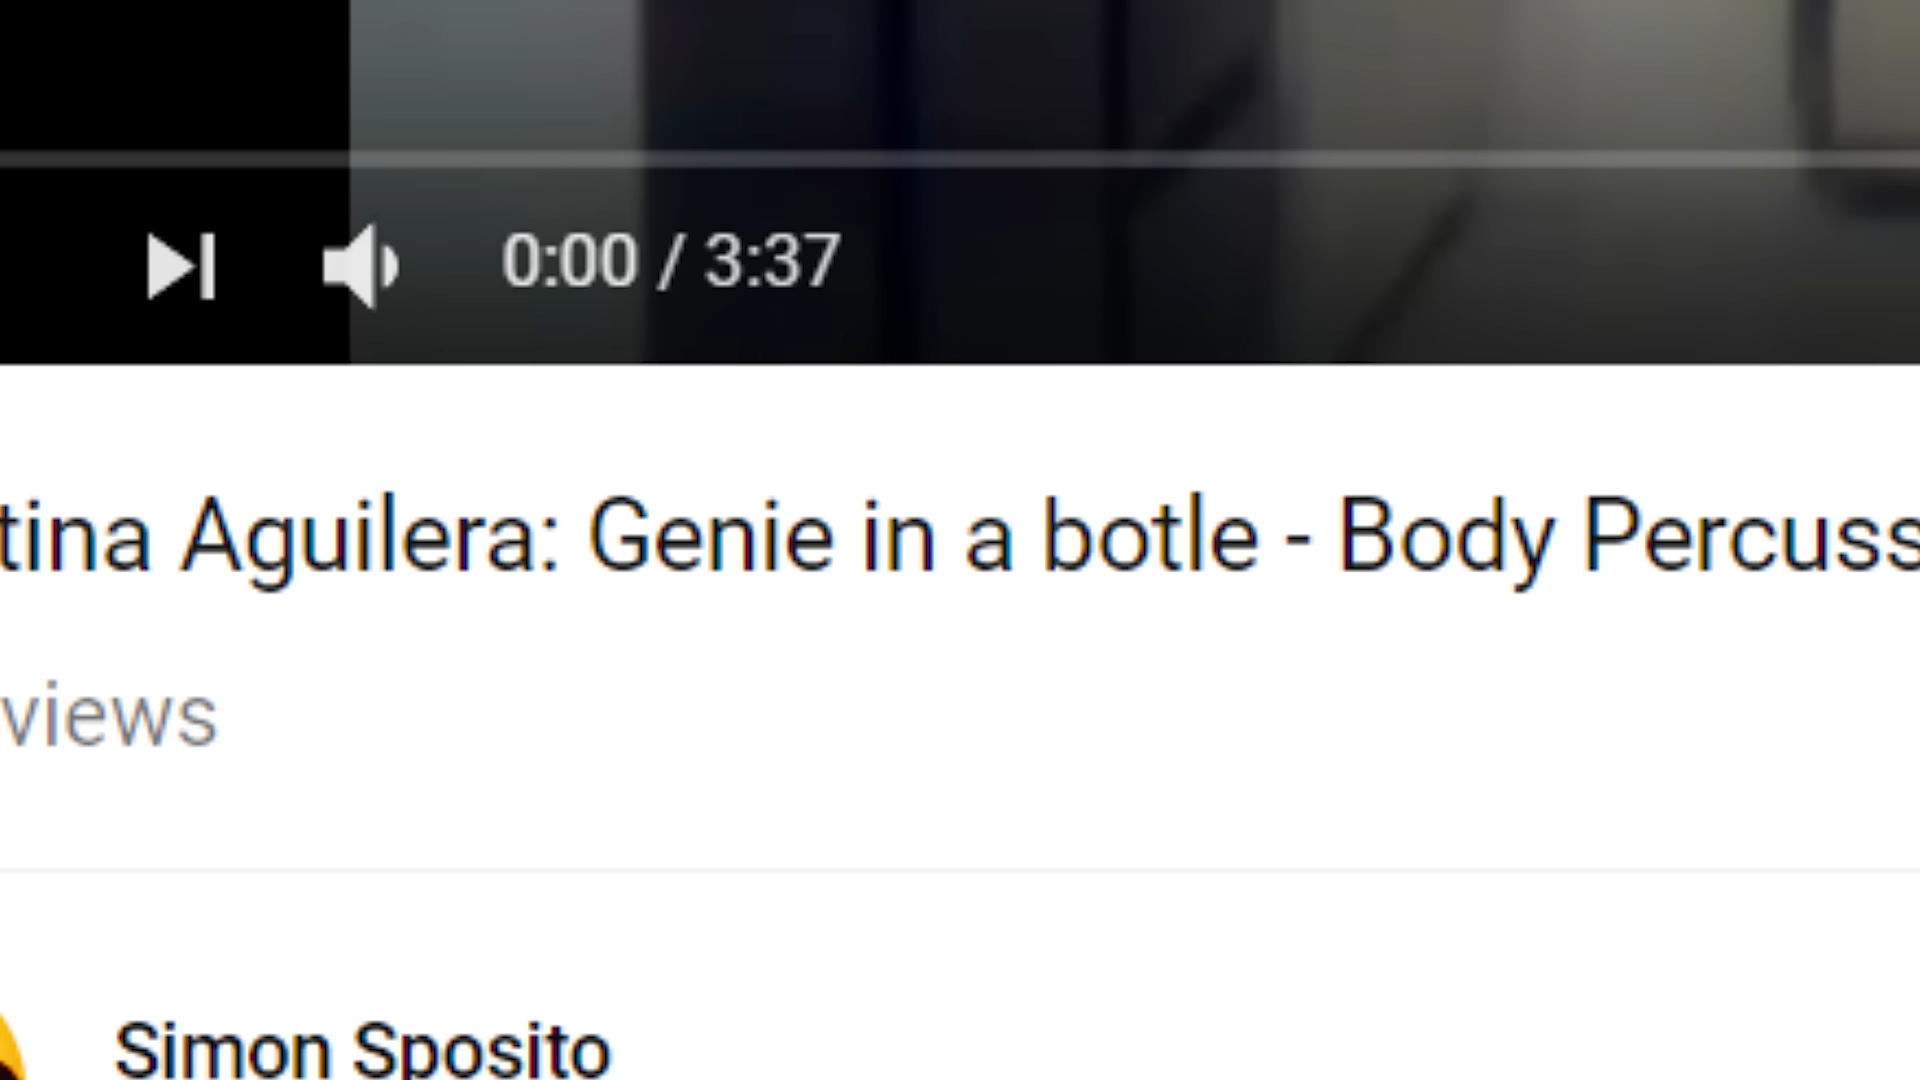 0:00 / 3:37
tina Aguilera: Genie in a botle - Body Percuss
views
Simon Sposito